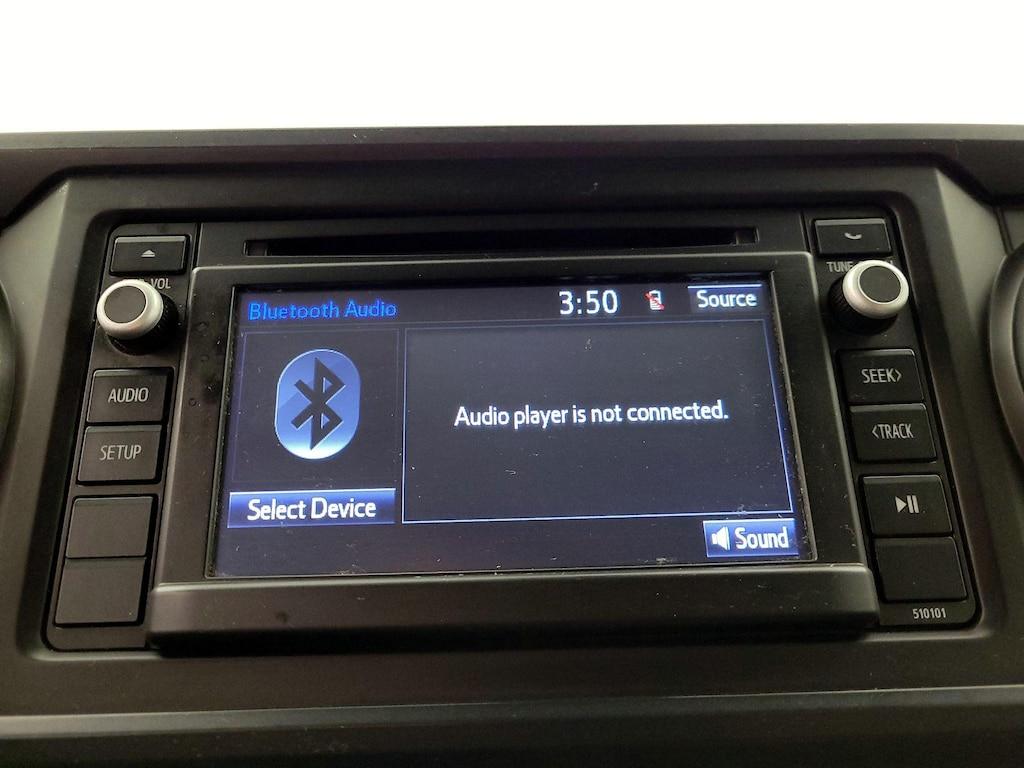 VOL
Bluetooth Audio
3:50
Source
AUDIO
SETUP
Audio player is not connected.
Select Device
Sound
SEEK>
<TRACK
510101
TUNE